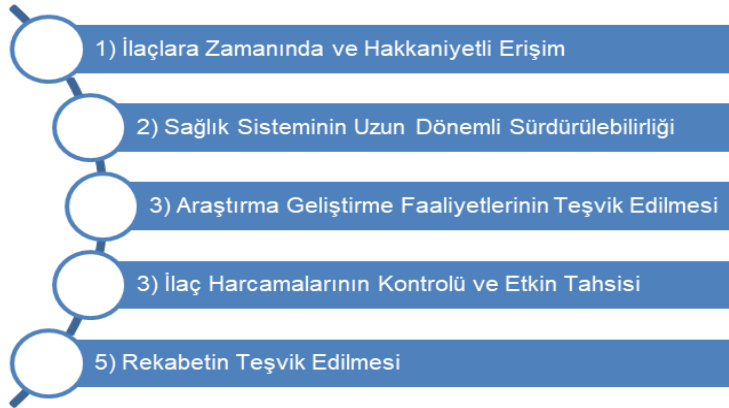 1) İlaçlara Zamanında ve Hakkaniyetli Erişim
2) Sağlık Sisteminin Uzun Dönemli Sürdürülebilirliği
3) Araştırma Geliştirme Faaliyetlerinin Teşvik Edilmesi
3) İlaç Harcamalarının Kontrolü ve Etkin Tahsisi
5) Rekabetin Teşvik Edilmesi